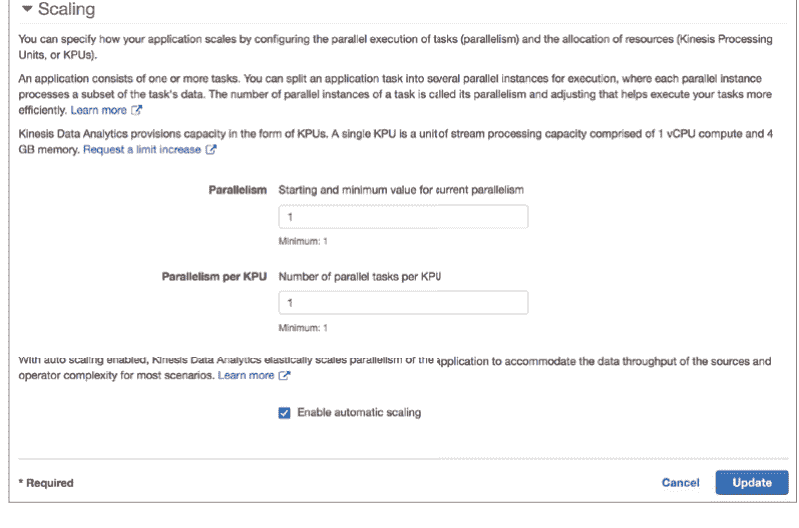 Scaling
You can specify how your application scales by configuring the parallel execution of tasks (parallelism) and the allocation of resources (Kinesis Processing
Units, or KPUs).
An application consists of one or more tasks. You can split an application task into several parallel instances for execution, where each parallel instance
processes a subset of the task's data. The number of parallel instances of a task is called its parallelism and adjusting that helps execute your tasks more
efficiently. Learn more
Kinesis Data Analytics provisions capacity in the form of KPUs. A single KPU is a unit of stream processing capacity comprised of 1 vCPU compute and 4
GB memory. Request a limit increase
Parallelism Starting and minimum value for current parallelism
1
Minimum: 1
Parallelism per KPU Number of parallel tasks per KPU
1
Minimum: 1
With auto scaling enabled, Kinesis Data Analytics elastically scales parallelism of the application to accommodate the data throughput of the sources and
operator complexity for most scenarios. Learn more
Enable automatic scaling
* Required Cancel Update